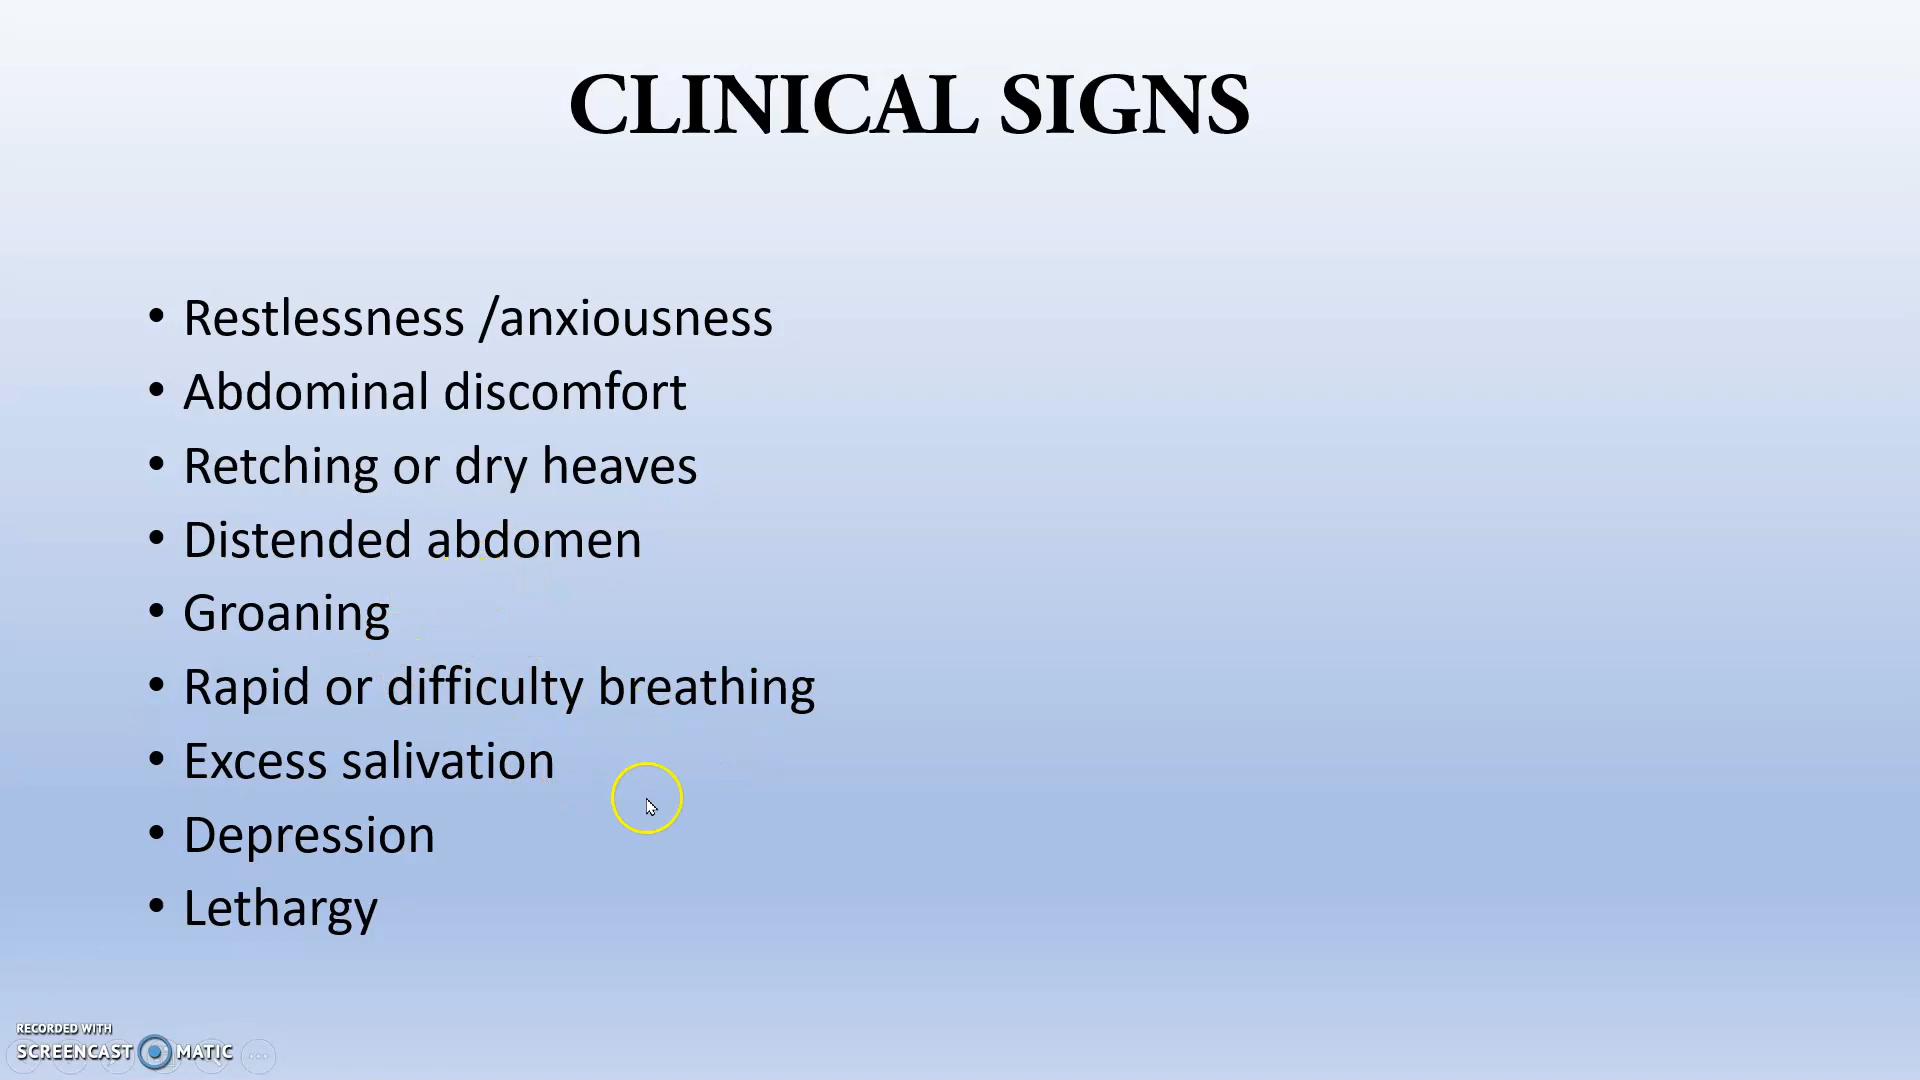 CLINICAL SIGNS
• Restlessness /anxiousness
• Abdominal discomfort
• Retching or dry heaves
• Distended abdomen
• Groaning
• Rapid or difficulty breathing
• Excess salivation
• Depression
• Lethargy
RECORDED WITH
SCREENCAST MATIC